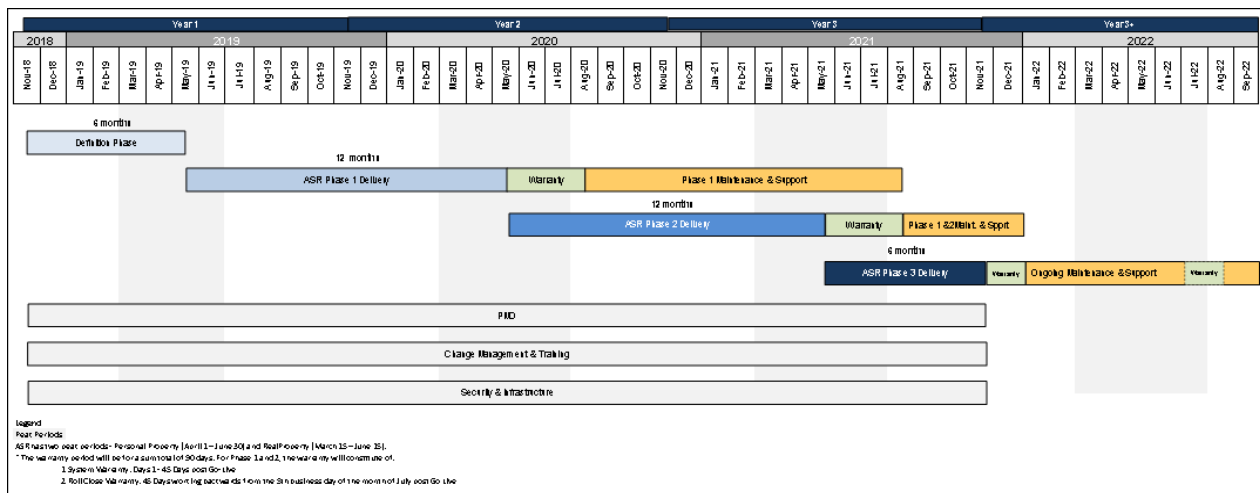 Year 1 Year 2 Year 3 Year 3+
2018 2019 2020 2021 2022
Nov-18 Dec-18 Jan-19 Feb-19 Mar-19 Apr-19 May-19 Jun-19 Jul-19 Aug-19 Sep-19 Oct-19 Nov-19 Dec-19 Jan-20 Feb-20 Mar-20 Apr-20 May-20 Jun-20 Jul-20 Aug-20 Sep-20 Oct-20 Nov-20 Dec-20 Jan-21 Feb-21 Mar-21 Apr-21 May-21 Jun-21 Jul-21 Aug-21 Sep-21 Oct-21 Nov-21 Dec-21 Jan-22 Feb-22 Mar-22 Apr-22 May-22 Jun-22 Jul-22 Aug-22 Sep-22
6 months
Definition Phase
12 months
ASR Phase 1 Delivery Warranty Phase 1 Maintenance & Support
12 months
ASR Phase 2 Delivery Warranty Phase 1 & 2 Maint. & Spprt
6 months
ASR Phase 3 Delivery Warranty Ongoing Maintenance & Support Warranty
PMO
Change Management & Training
Security & Infrastructure
Legend
Peak Periods
ASR has two peak periods - Personal Property (April 1 - June 30) and Real Property (March 15 - June 15).
* The warranty period will be for a sum total of 90 days. For Phase 1 and 2, the warranty will constitute of:
1 System Warranty. Days 1 - 45 Days post Go-Live
2. Roll Close Warranty. 45 Days working backwards from the 5th business day of the month of July post Go Live